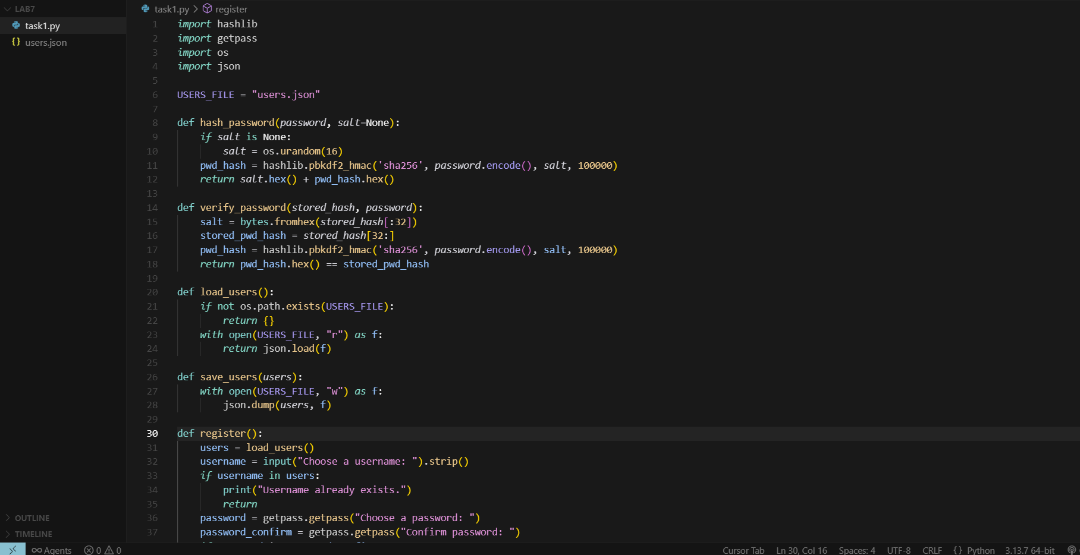 LAB7
task1.py
users.json
OUTLINE
TIMELINE
task1.py > register
1 import hashlib
2 import getpass
3 import os
4 import json
5
6 USERS_FILE = "users.json"
7
8 def hash_password(password, salt=None):
9 if salt is None:
10 salt = os.urandom(16)
11 pwd_hash = hashlib.pbkdf2_hmac('sha256', password.encode(), salt, 100000)
12 return salt.hex() + pwd_hash.hex()
13
14 def verify_password(stored_hash, password):
15 salt = bytes.fromhex(stored_hash[:32])
16 stored_pwd_hash = stored_hash[32:]
17 pwd_hash = hashlib.pbkdf2_hmac('sha256', password.encode(), salt, 100000)
18 return pwd_hash.hex() == stored_pwd_hash
19
20 def load_users():
21 if not os.path.exists(USERS_FILE):
22 return {}
23 with open(USERS_FILE, "r") as f:
24 return json.load(f)
25
26 def save_users(users):
27 with open(USERS_FILE, "w") as f:
28 json.dump(users, f)
29
30 def register():
31 users = load_users()
32 username = input("Choose a username: ").strip()
33 if username in users:
34 print("Username already exists.")
35 return
36 password = getpass.getpass("Choose a password: ")
37 password_confirm = getpass.getpass("Confirm password: ")
Agents 0 0 Cursor Tab Ln 30, Col 16 Spaces: 4 UTF-8 CRLF {} Python 3.13.7 64-bit